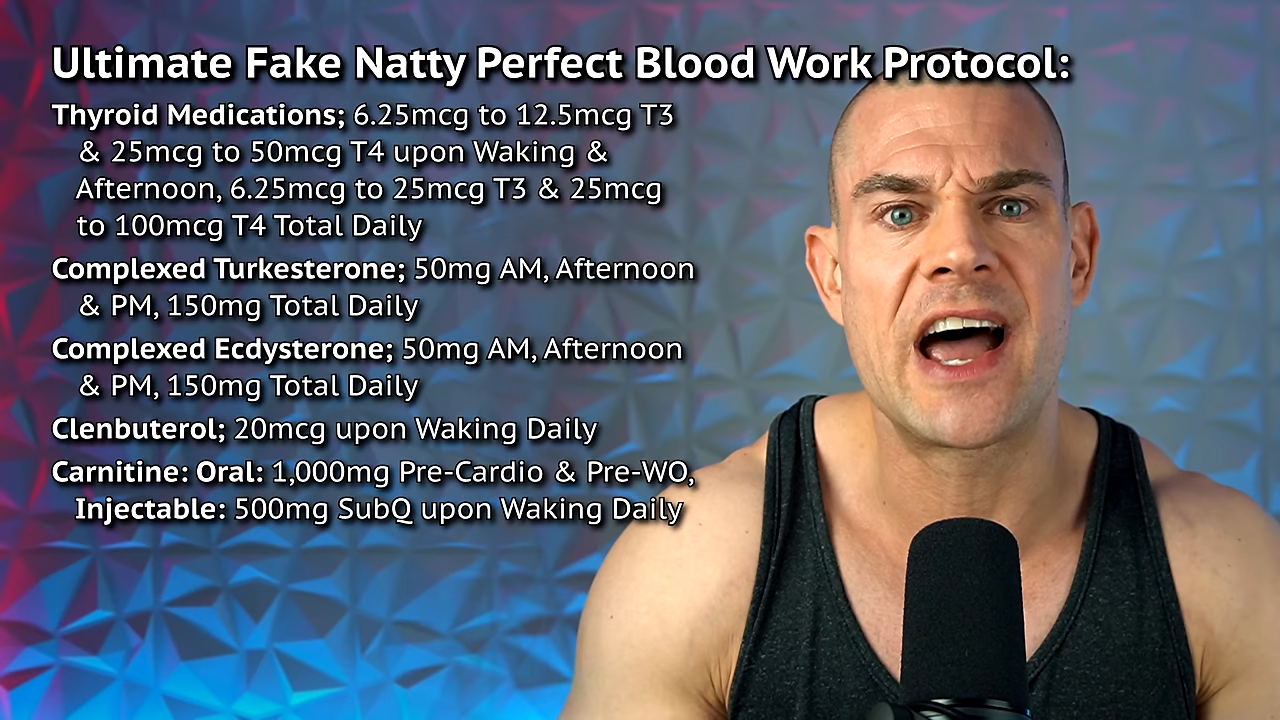 Ultimate Fake Natty Perfect Blood Work Protocol:
Thyroid Medications; 6.25mcg to 12.5mcg T3
& 25mcg to 50mcg T4 upon Waking &
Afternoon, 6.25mcg to 25mcg T3 & 25mcg
to 100mcg T4 Total Daily
Complexed Turkesterone; 50mg AM, Afternoon
& PM, 150mg Total Daily
Complexed Ecdysterone; 50mg AM, Afternoon
& PM, 150mg Total Daily
Clenbuterol; 20mcg upon Waking Daily
Carnitine: Oral: 1,000mg Pre-Cardio & Pre-WO,
Injectable: 500mg SubQ upon Waking Daily